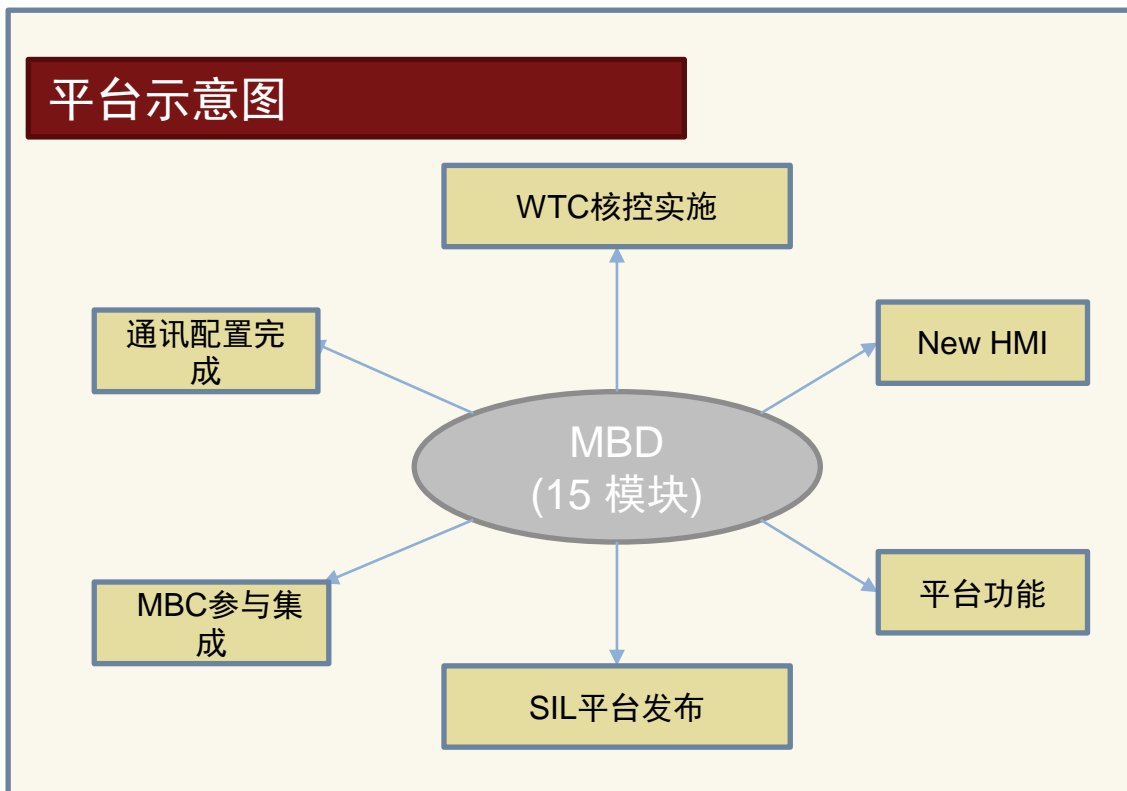 平台示意图
WTC核控实施
通讯配置完
成
New HMI
MBD
(15 模块)
MBC参与集
成
平台功能
SIL平台发布